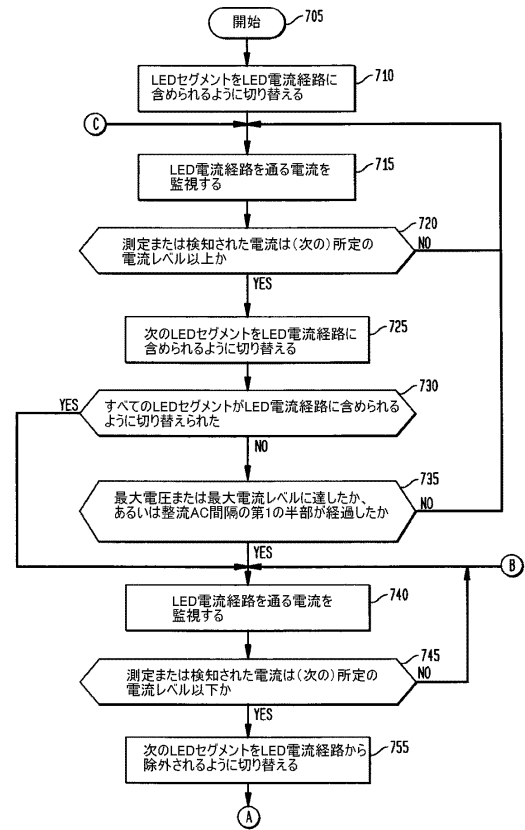 開始
705
LEDセグメントをLED電流経路に
含められるように切り替える
710
C
LED電流経路を通る電流を
監視する
715
720
測定または検知された電流は(次の)所定の
電流レベル以上か
NO
YES
次のLEDセグメントをLED電流経路に
含められるように切り替える
725
730
YES
すべてのLEDセグメントがLED電流経路に含められる
ように切り替えられた
NO
735
最大電圧または最大電流レベルに達したか、
あるいは整流AC間隔の第1の半部が経過したか
NO
YES
B
LED電流経路を通る電流を
監視する
740
745
測定または検知された電流は(次の)所定の
電流レベル以下か
NO
YES
次のLEDセグメントをLED電流経路から
除外されるように切り替える
755
A